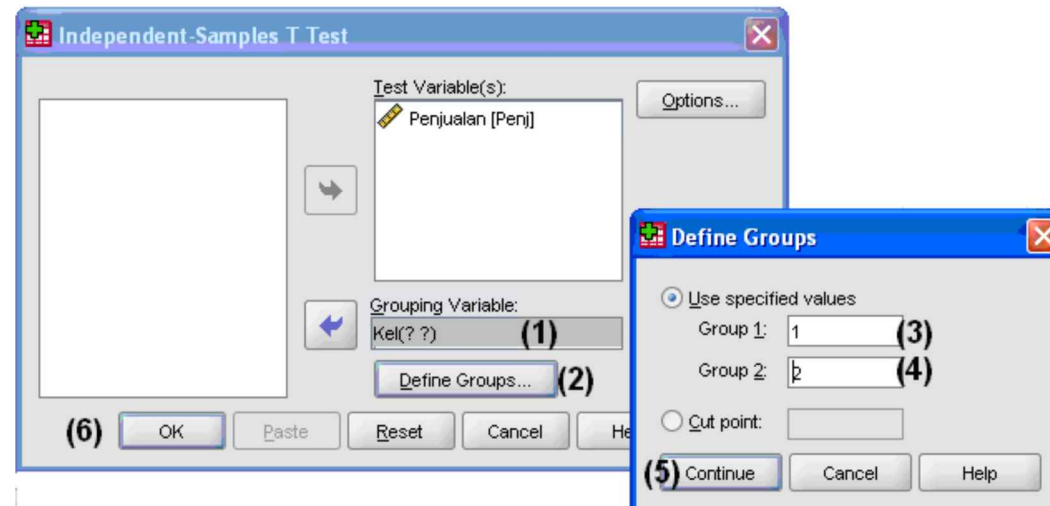 Independent-Samples T Test
Test Variable(s):
Penjualan [Penj]
Options...
Grouping Variable:
Kel(? ?) (1)
Define Groups... (2)
(6) OK Paste Reset Cancel He
Define Groups
Use specified values
Group 1: 1 (3)
Group 2: 2 (4)
Cut point:
(5) Continue Cancel Help